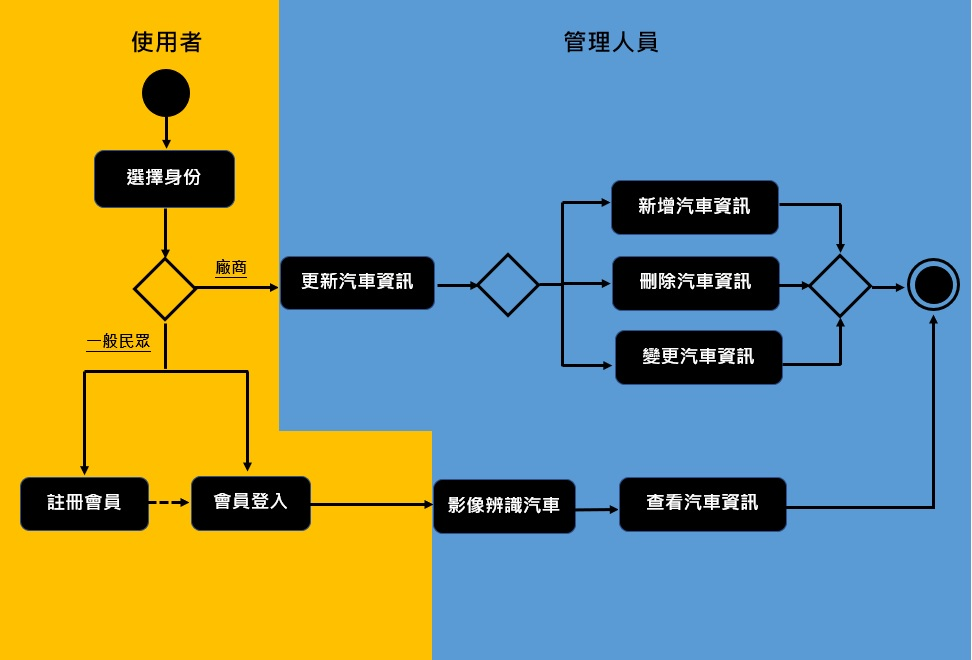 使用者
管理人員
選擇身份
廠商
一般民眾
更新汽車資訊
新增汽車資訊
刪除汽車資訊
變更汽車資訊
註冊會員
會員登入
影像辨識汽車
查看汽車資訊